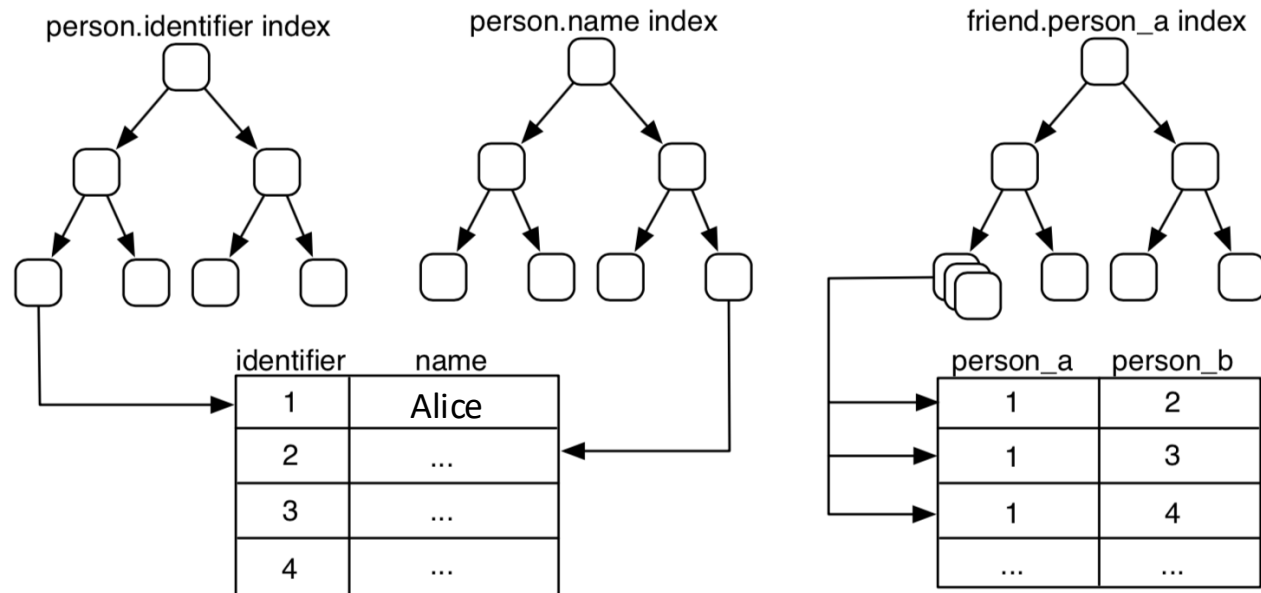 person.identifier index
person.name index
friend.person_a index
identifier name
1 Alice
2 ...
3 ...
4 ...
person_a person_b
1 2
1 3
1 4
... ...